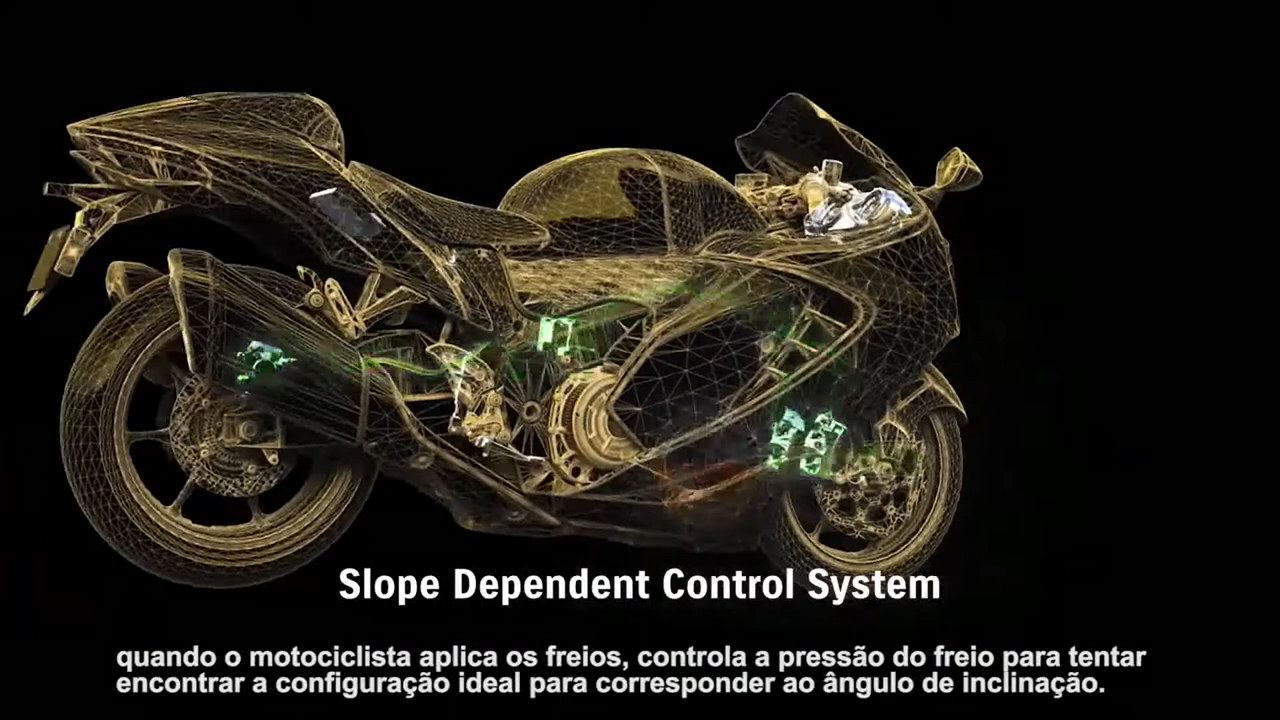 Slope Dependent Control System
quando o motociclista aplica os freios, controla a pressão do freio para tentar
encontrar a configuração ideal para corresponder ao ângulo de inclinação.